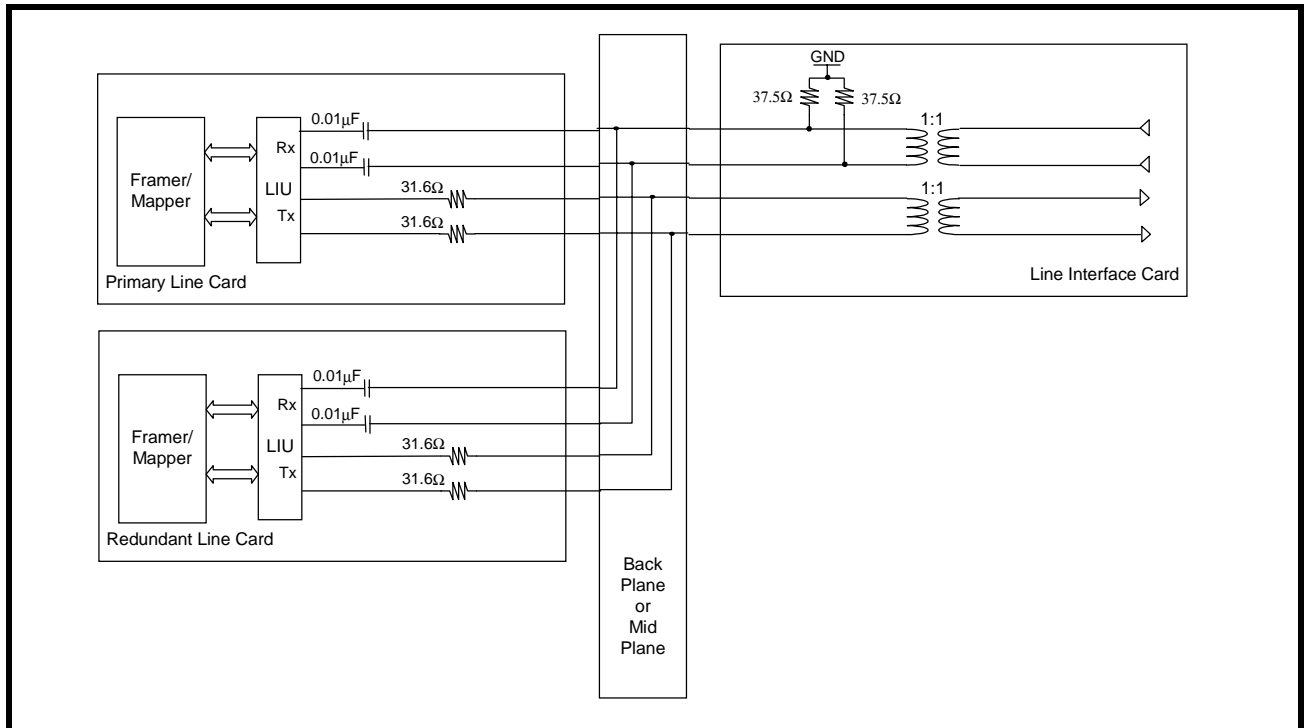 GND
37.5Ω
37.5Ω
0.01µF
1:1
Rx
0.01µF
Framer/
Mapper
LIU
31.6Ω
1:1
Tx
31.6Ω
Primary Line Card
Line Interface Card
0.01µF
Rx
0.01µF
Framer/
Mapper
LIU
31.6Ω
Tx
31.6Ω
Redundant Line Card
Back
Plane
or
Mid
Plane